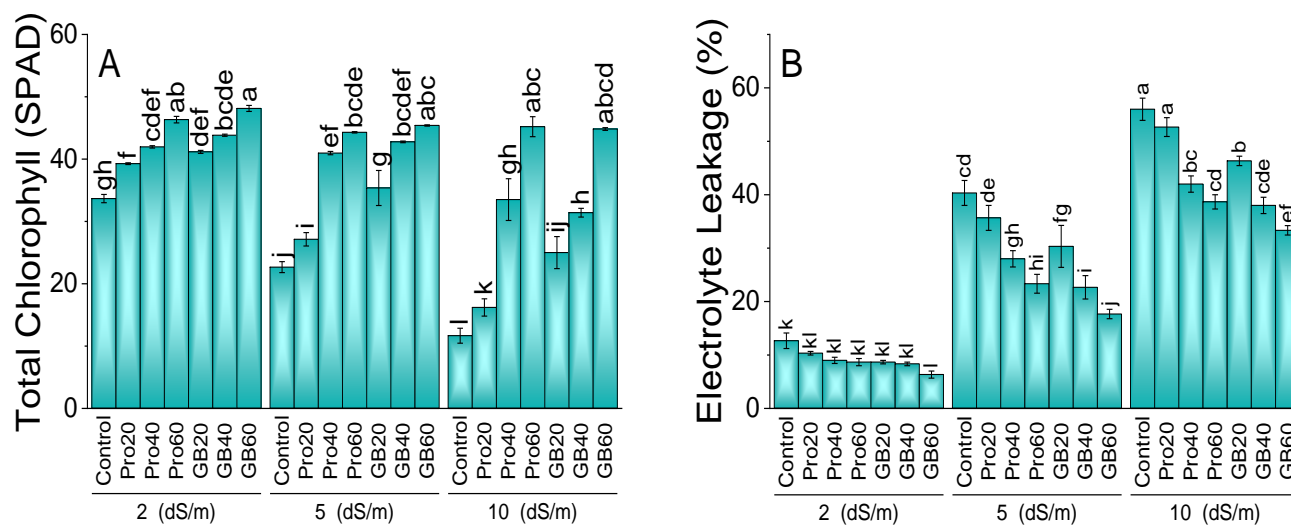 A
Total Chlorophyll (SPAD)
60
40
20
0
gh f cdef ab def bcde a
j i ef bcde g bcdef abc
l k gh abc ij h abcd
Control Pro20 Pro40 Pro60 GB20 GB40 GB60
Control Pro20 Pro40 Pro60 GB20 GB40 GB60
Control Pro20 Pro40 Pro60 GB20 GB40 GB60
2 (dS/m) 5 (dS/m) 10 (dS/m)
B
Electrolyte Leakage (%)
60
40
20
0
k kl kl kl kl kl l
cd de gh hi fg i j
a a bc cd b cde ef
Control Pro20 Pro40 Pro60 GB20 GB40 GB60
Control Pro20 Pro40 Pro60 GB20 GB40 GB60
Control Pro20 Pro40 Pro60 GB20 GB40 GB60
2 (dS/m) 5 (dS/m) 10 (dS/m)